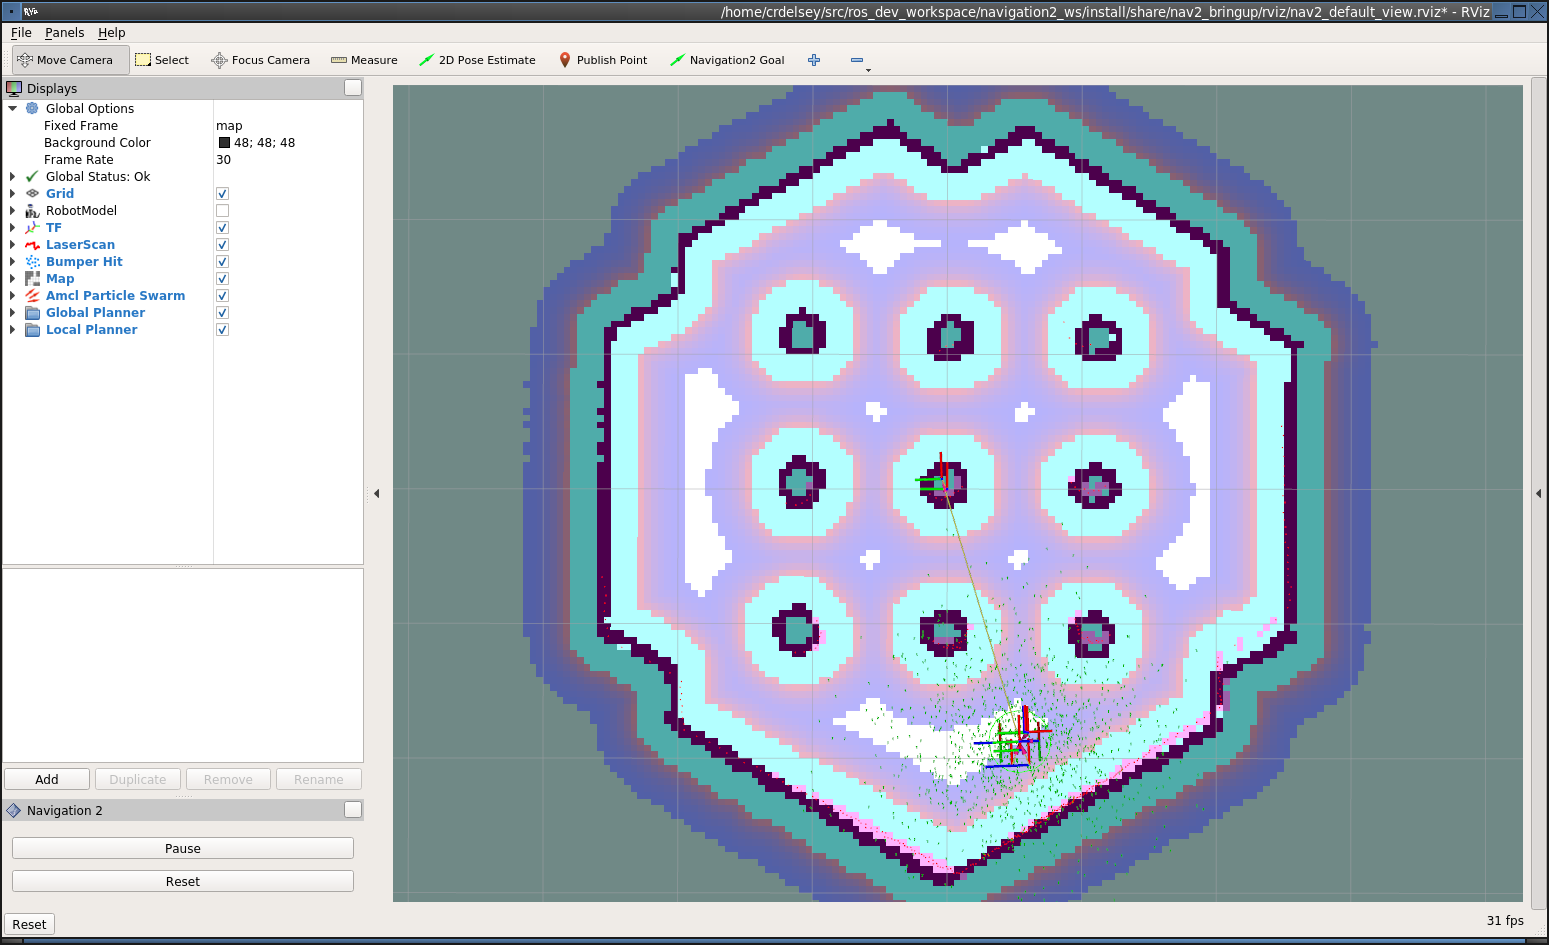 RViz
/home/crdelsey/src/ros_dev_workspace/navigation2_ws/install/share/nav2_bringup/rviz/nav2_default_view.rviz* - RViz
File Panels Help
Move Camera Select Focus Camera Measure 2D Pose Estimate Publish Point Navigation2 Goal
Displays
Global Options
Fixed Frame map
Background Color 48; 48; 48
Frame Rate 30
Global Status: Ok
Grid
RobotModel
TF
LaserScan
Bumper Hit
Map
Amcl Particle Swarm
Global Planner
Local Planner
Add Duplicate Remove Rename
Navigation 2
Pause
Reset
Reset
31 fps